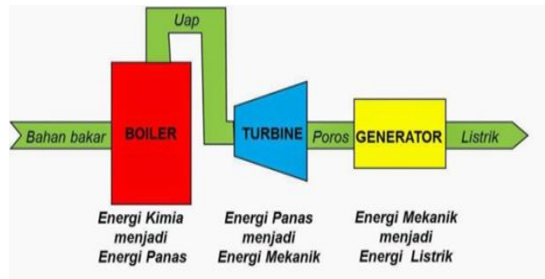 Uap
Bahan bakar BOILER TURBINE Poros GENERATOR Listrik
Energi Kimia
menjadi
Energi Panas
Energi Panas
menjadi
Energi Mekanik
Energi Mekanik
menjadi
Energi Listrik